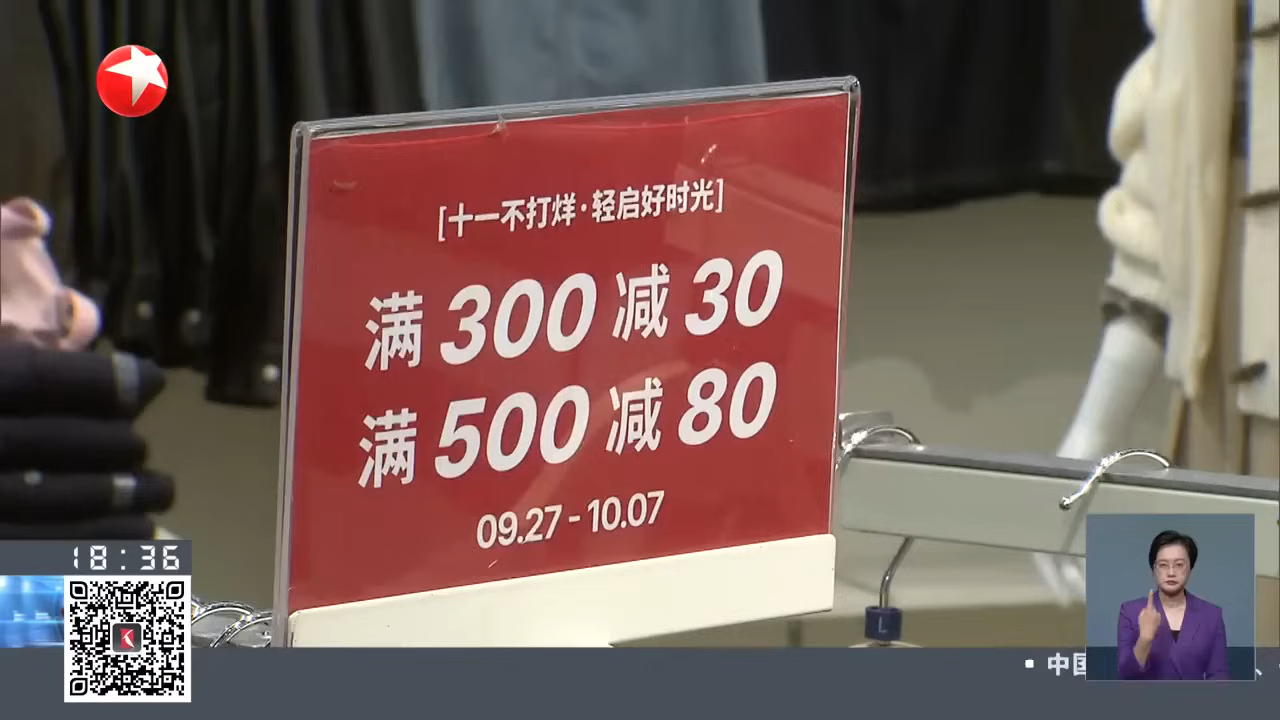 [十一不打烊·轻启好时光]
满 300 减 30
满 500 减 80
09.27 - 10.07
L
18:36
▪ 中国